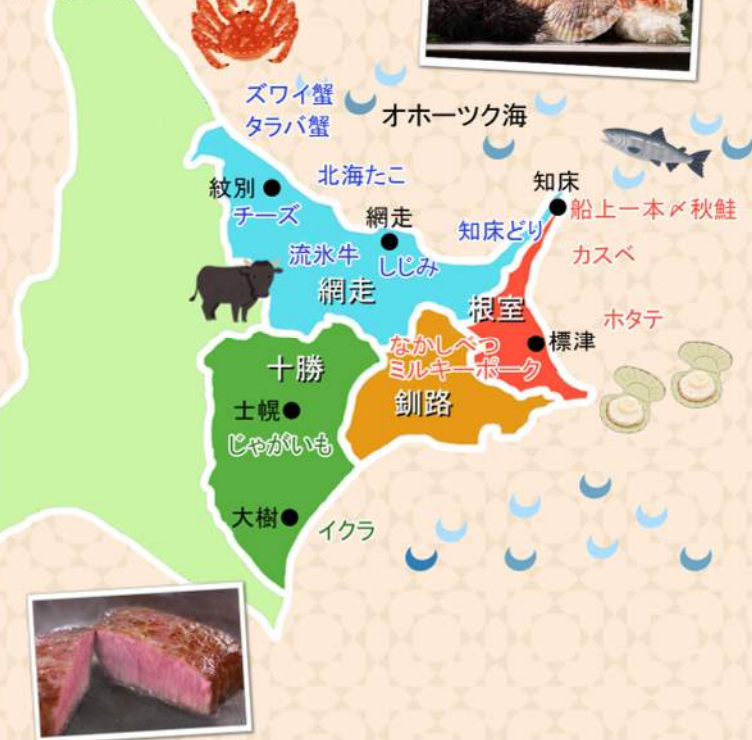 ズワイ蟹
タラバ蟹
オホーツク海
北海たこ
紋別
チーズ
網走
知床
船上一本〆秋鮭
知床どり
流氷牛
しじみ
網走
カスベ
根室
ホタテ
標津
なかしべつ
ミルキーポーク
十勝
釧路
士幌
じゃがいも
大樹
イクラ